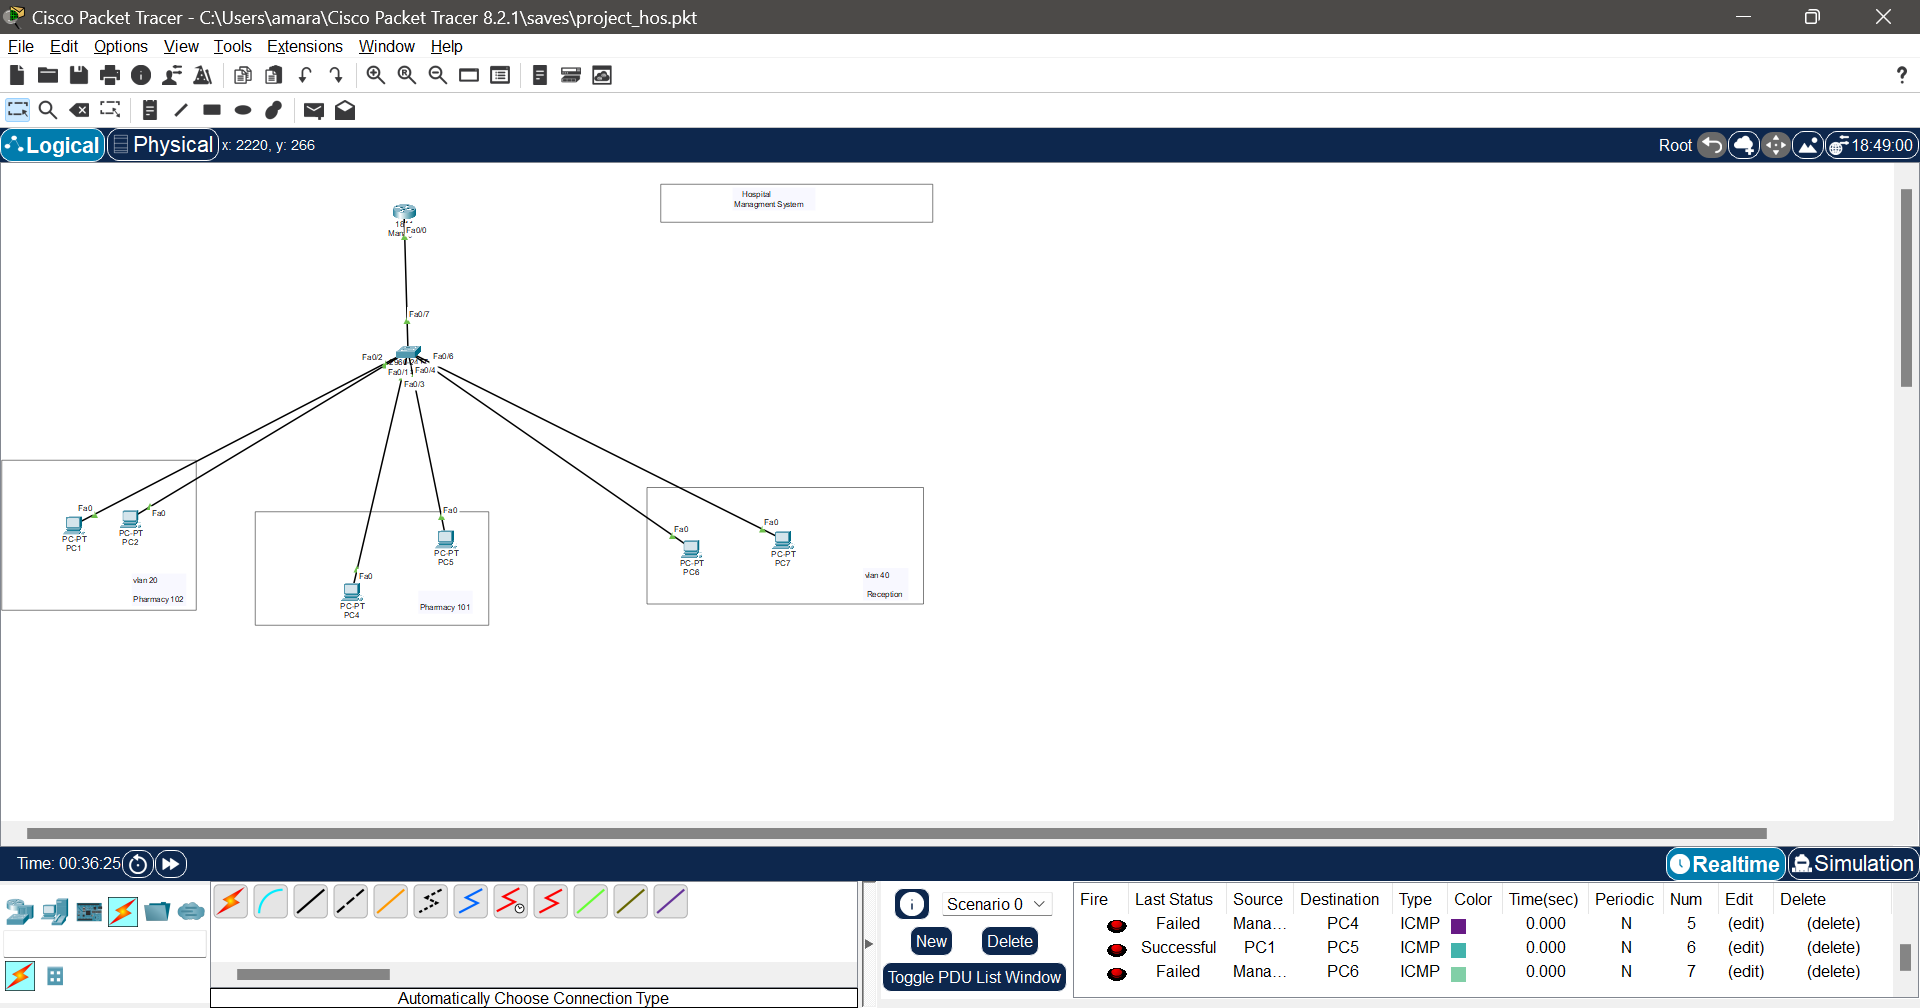 Cisco Packet Tracer - C:\Users\amara\Cisco Packet Tracer 8.2.1\saves\project_hos.pkt
File Edit Options View Tools Extensions Window Help
?
Logical Physical x: 2220, y: 266 Root 18:49:00
Hospital
Managment System
Fa0/0
Fa0/7
Fa0/2 Fa0/6
Fa0/1 Fa0/4
Fa0/3
Fa0 Fa0
PC-PT PC-PT
PC1 PC2
vlan 20
Pharmacy 102
Fa0
PC-PT
PC5
Fa0
PC-PT
PC4
Pharmacy 101
Fa0 Fa0
PC-PT PC-PT
PC6 PC7
vlan 40
Reception
Time: 00:36:25 Realtime Simulation
Scenario 0
New Delete
Toggle PDU List Window
Automatically Choose Connection Type
Fire Last Status Source Destination Type Color Time(sec) Periodic Num Edit Delete
Failed Mana... PC4 ICMP 0.000 N 5 (edit) (delete)
Successful PC1 PC5 ICMP 0.000 N 6 (edit) (delete)
Failed Mana... PC6 ICMP 0.000 N 7 (edit) (delete)